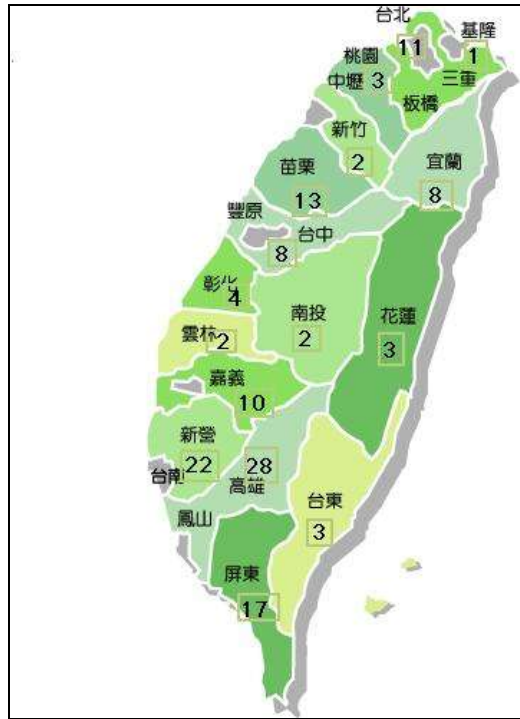 台北
11
基隆
1
桃園
中壢 3
三重
板橋
新竹
2
宜蘭
8
苗栗
13
豐原
台中
8
彰化
4
南投
2
花蓮
3
雲林
2
嘉義
10
新營
22
台南
28
高雄
台東
3
鳳山
屏東
17